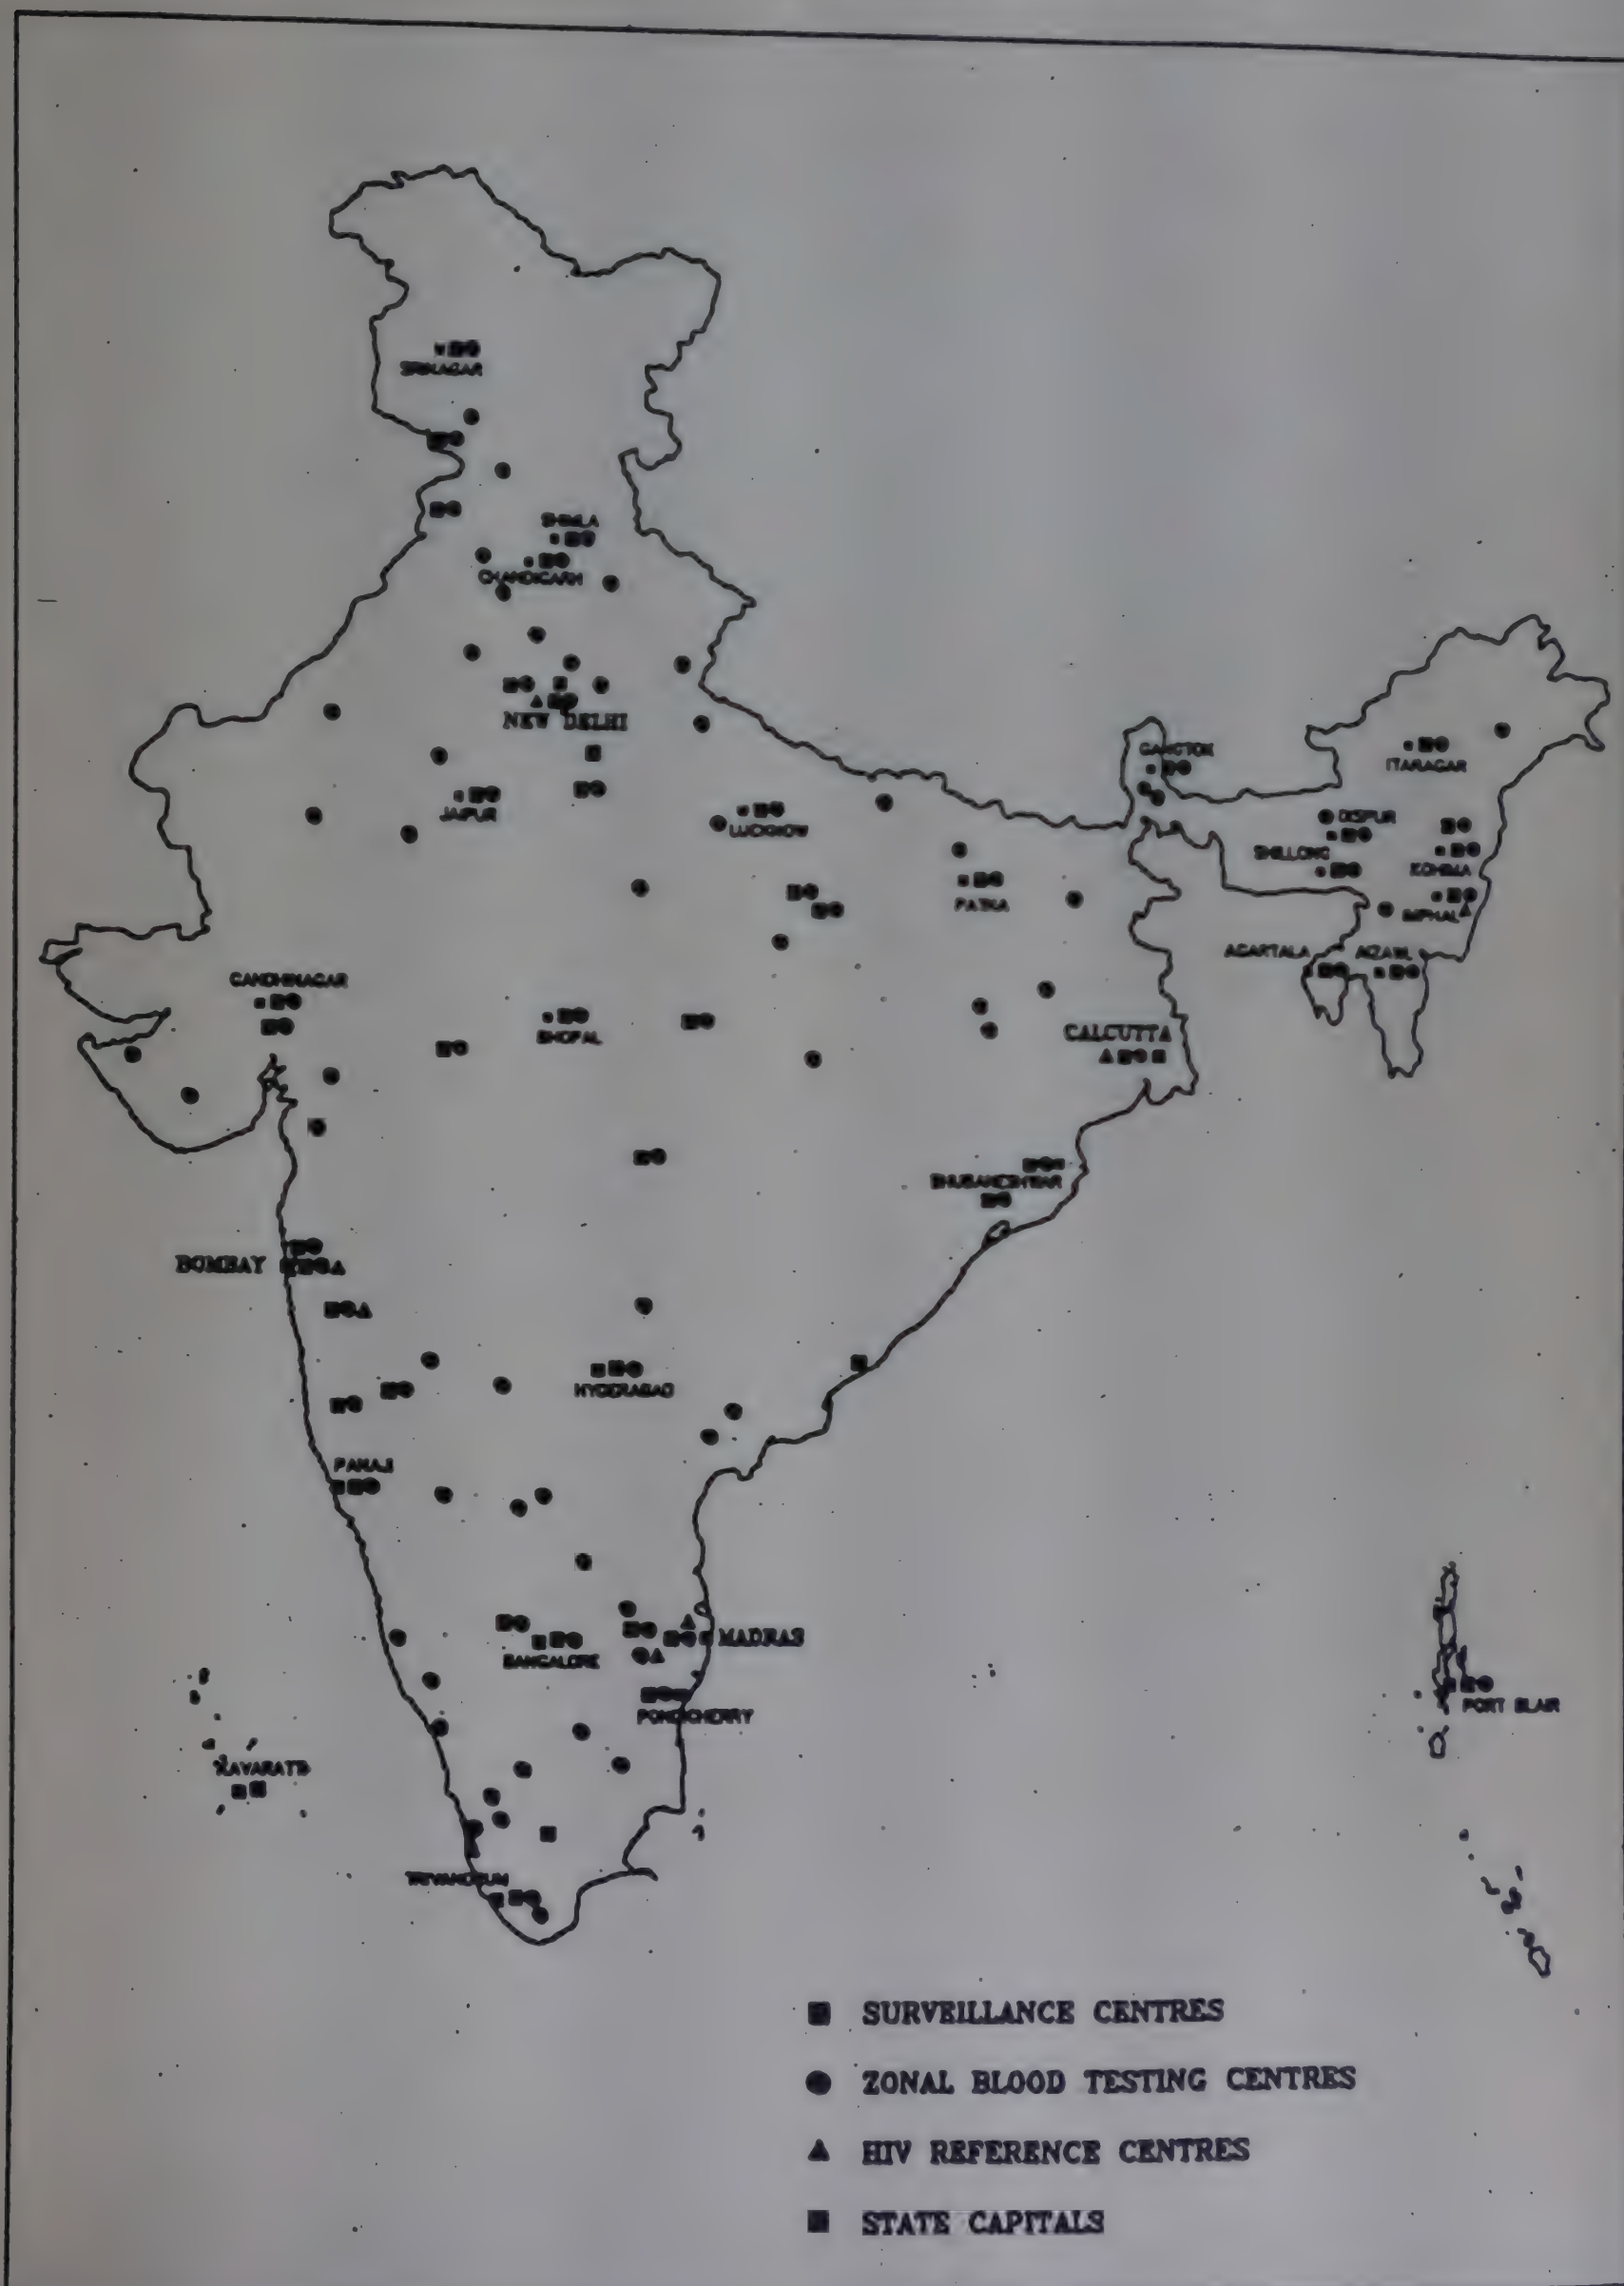 SRINAGAR
SHIMLA
CHANDIGARH
NEW DELHI
JAIPUR
LUCKNOW
GANGTOK
ITANAGAR
DISPUR
SHILLONG
KOHIMA
PATNA
IMPHAL
AGARTALA
AIZAWL
GANDHINAGAR
BHOPAL
CALCUTTA
BHUBANESHWAR
BOMBAY
HYDERABAD
PANAJI
BANGALORE
MADRAS
PONDICHERRY
PORT BLAIR
KAVARATTI
TRIVANDRUM
SURVEILLANCE CENTRES
ZONAL BLOOD TESTING CENTRES
HIV REFERENCE CENTRES
STATE CAPITALS